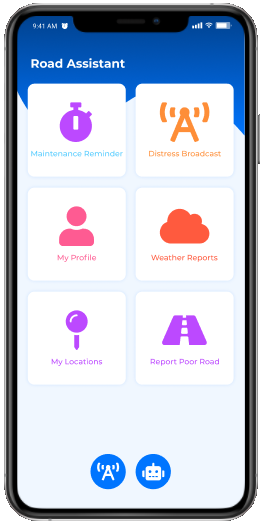 9:41 AM
Road Assistant
Maintenance Reminder
Distress Broadcast
My Profile
Weather Reports
My Locations
Report Poor Road